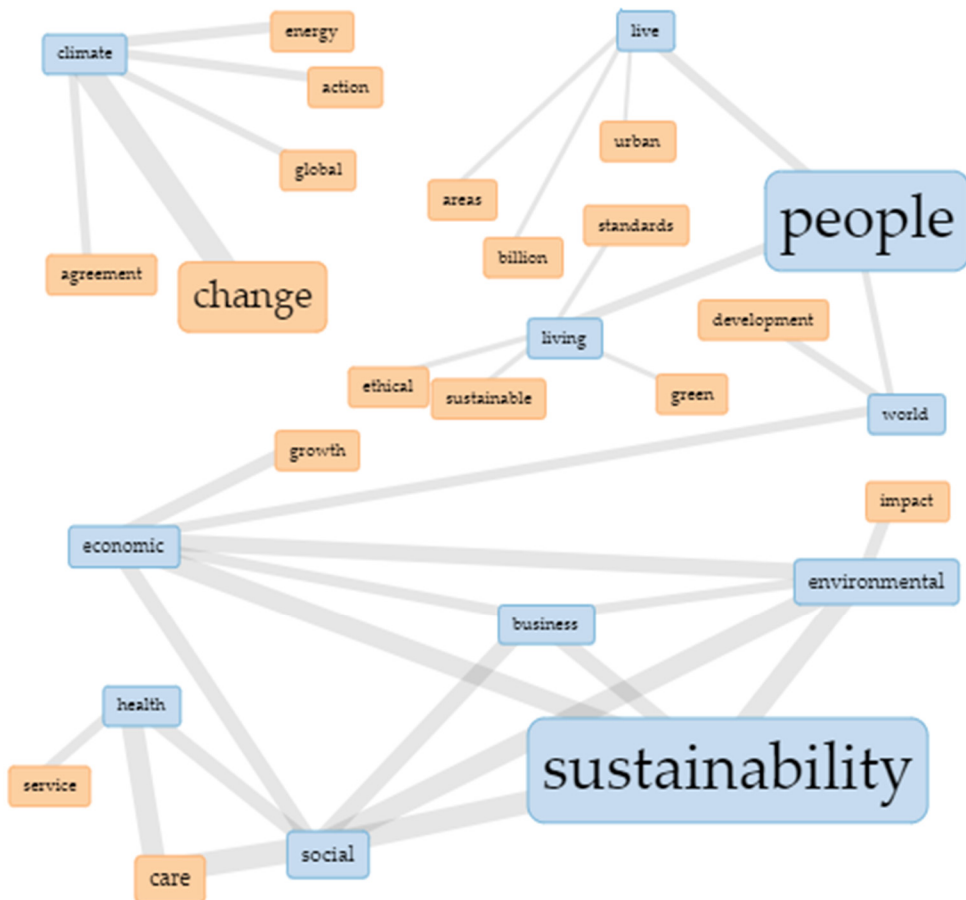 energy
live
climate
action
urban
global
areas
standards
people
billion
agreement
change
development
living
ethical
sustainable
green
world
growth
impact
economic
environmental
business
health
sustainability
service
social
care